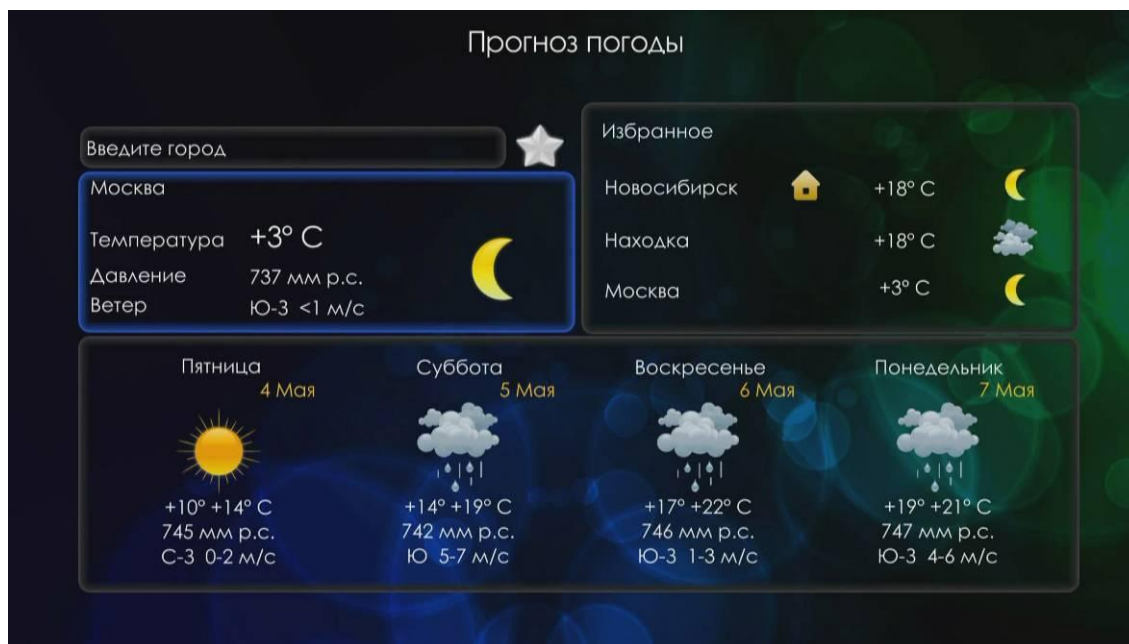 Прогноз погоды
Введите город
Москва
Температура +3° C
Давление 737 мм р.с.
Ветер Ю-З <1 м/с
Избранное
Новосибирск +18° C
Находка +18° C
Москва +3° C
Пятница
4 Мая
+10° +14° C
745 мм р.с.
С-З 0-2 м/с
Суббота
5 Мая
+14° +19° C
742 мм р.с.
Ю 5-7 м/с
Воскресенье
6 Мая
+17° +22° C
746 мм р.с.
Ю-З 1-3 м/с
Понедельник
7 Мая
+19° +21° C
747 мм р.с.
Ю-З 4-6 м/с